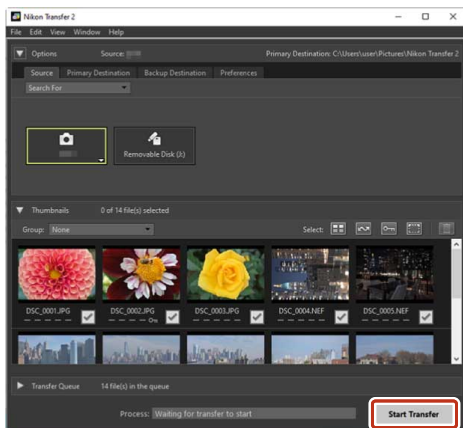 Nikon Transfer 2
File Edit View Window Help
Options Source: Primary Destination: C:\Users\user\Pictures\Nikon Transfer 2
Source Primary Destination Backup Destination Preferences
Search For
Removable Disk (J:)
Thumbnails 0 of 14 file(s) selected
Group: None Select:
DSC_0001.JPG DSC_0002.JPG DSC_0003.JPG DSC_0004.NEF DSC_0005.NEF
Transfer Queue 14 file(s) in the queue
Process: Waiting for transfer to start Start Transfer